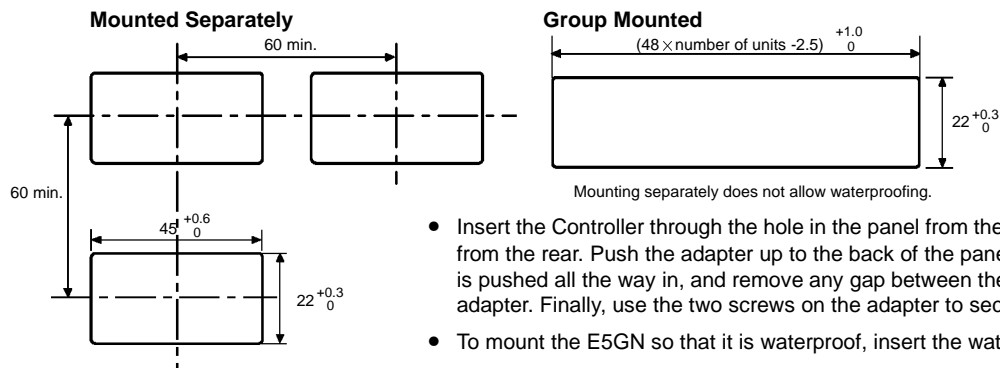 Mounted Separately
60 min.
60 min.
45 +0.6 0
22 +0.3 0
Group Mounted
(48 × number of units -2.5) +1.0 0
22 +0.3 0
Mounting separately does not allow waterproofing.
• Insert the Controller through the hole in the panel from the
from the rear. Push the adapter up to the back of the pane
is pushed all the way in, and remove any gap between the
adapter. Finally, use the two screws on the adapter to sec
• To mount the E5GN so that it is waterproof, insert the wat